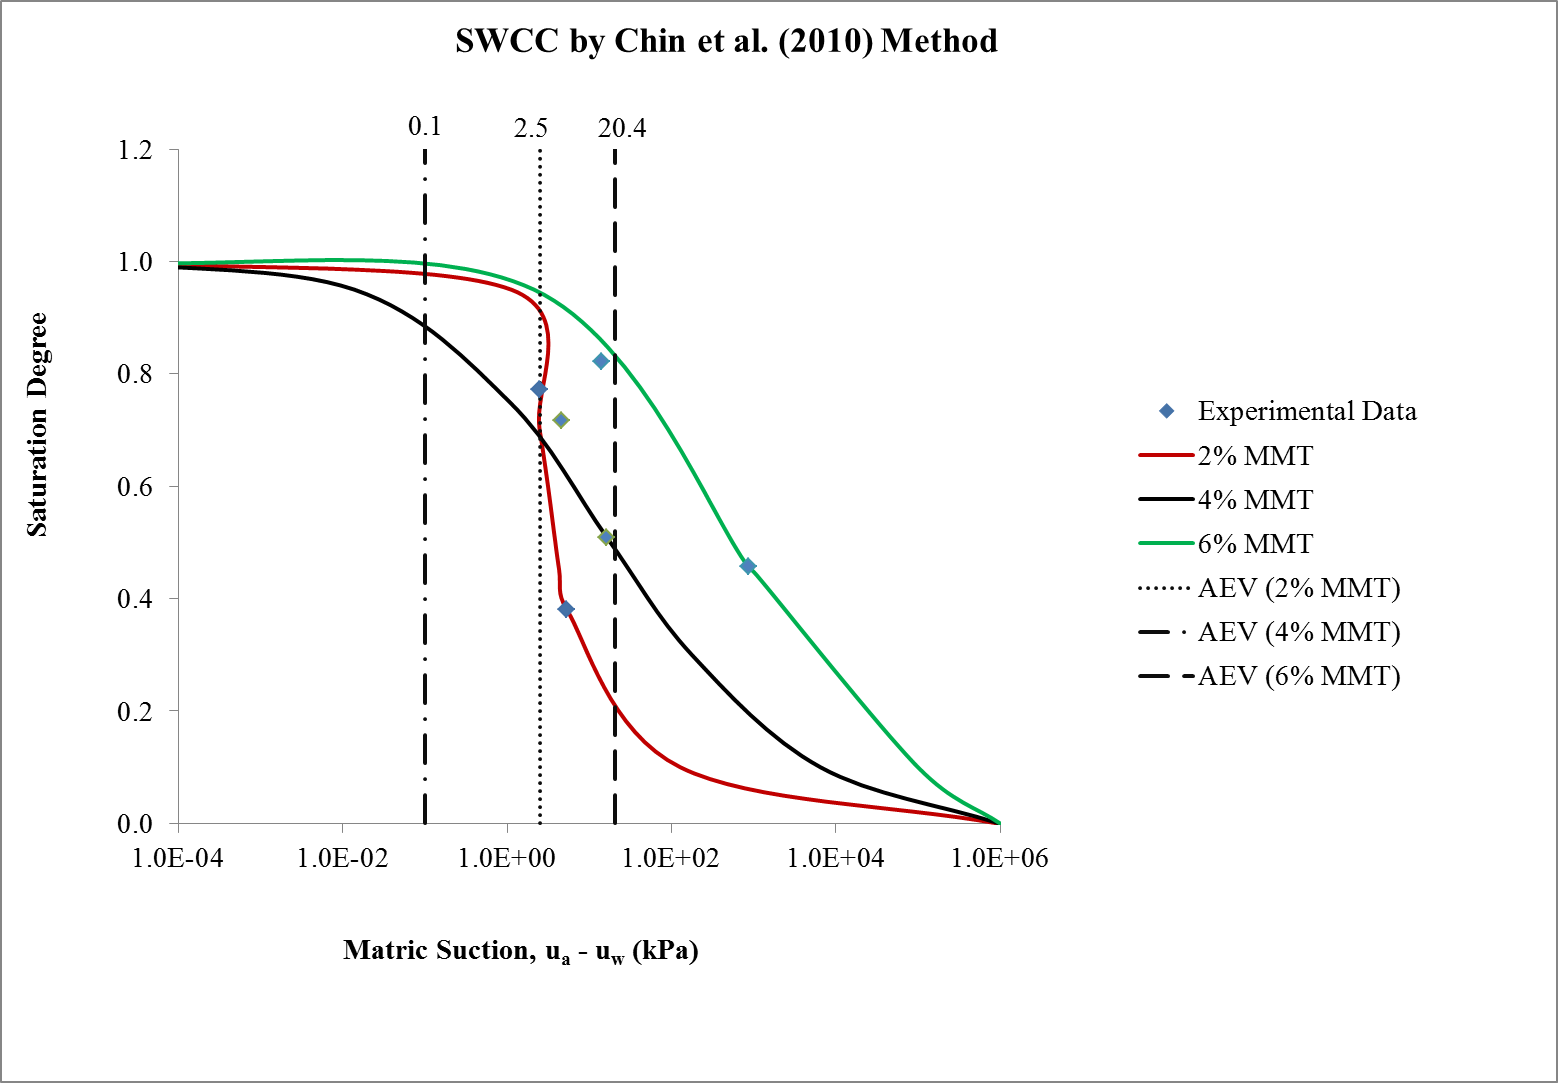 SWCC by Chin et al. (2010) Method
0.1 2.5 20.4
1.2
1.0
0.8
0.6
0.4
0.2
0.0
Saturation Degree
1.0E-04 1.0E-02 1.0E+00 1.0E+02 1.0E+04 1.0E+06
Matric Suction, ua - uw (kPa)
Experimental Data
2% MMT
4% MMT
6% MMT
AEV (2% MMT)
AEV (4% MMT)
AEV (6% MMT)